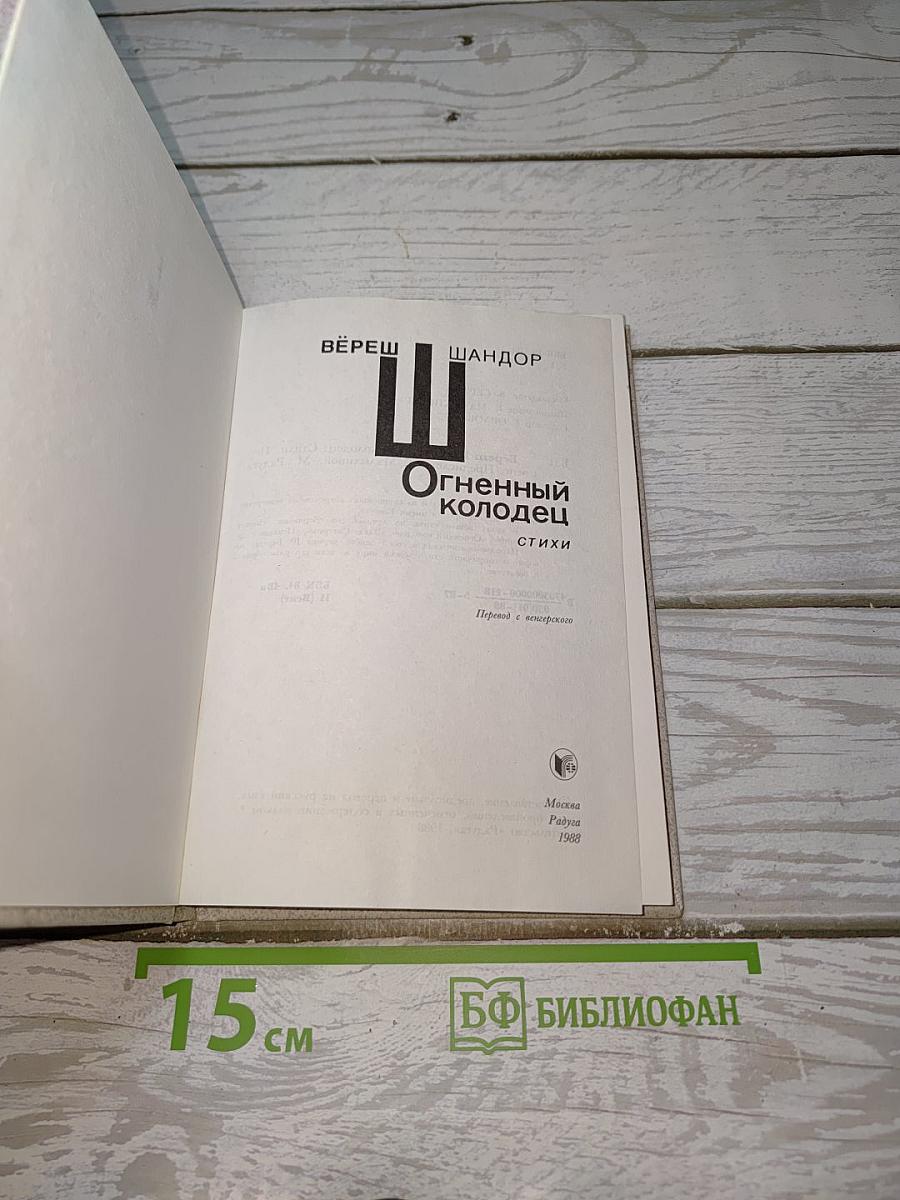 ВЁРЕШ ШАНДОР
Ш
Огненный
колодец
СТИХИ
Перевод с венгерского
Москва
Радуга
1988
15 см
БФ БИБЛИОФАН